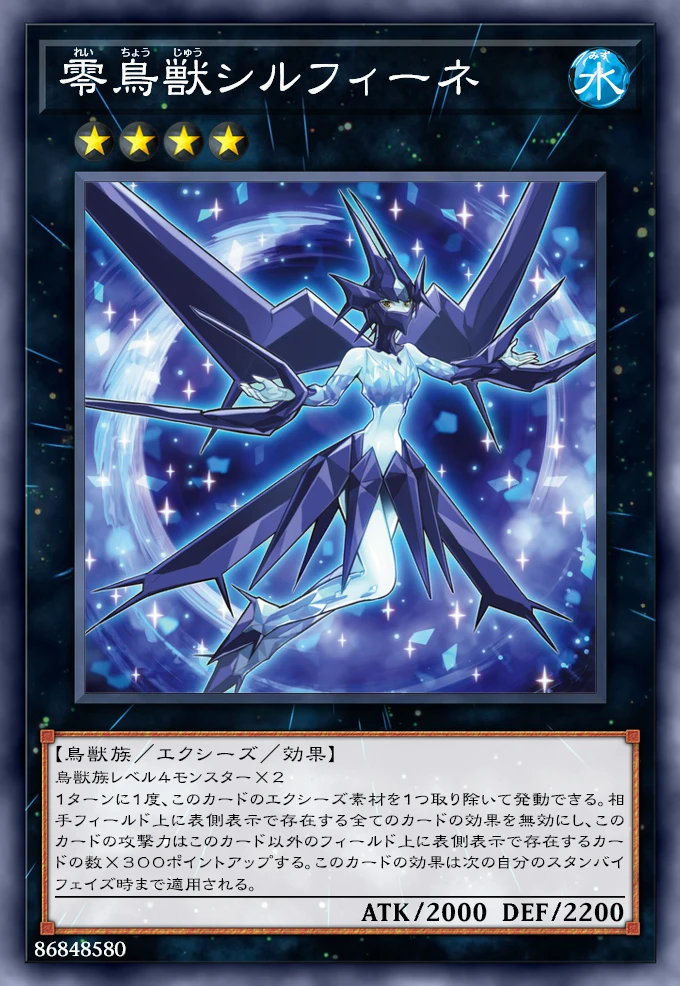 れい ちょう じゅう
零鳥獣シルフィーネ
みず
水
【鳥獣族／エクシーズ／効果】
鳥獣族レベル４モンスター×２
１ターンに１度、このカードのエクシーズ素材を１つ取り除いて発動できる。相
手フィールド上に表側表示で存在する全てのカードの効果を無効にし、この
カードの攻撃力はこのカード以外のフィールド上に表側表示で存在するカー
ドの数×３００ポイントアップする。このカードの効果は次の自分のスタンバイ
フェイズ時まで適用される。
ATK/2000 DEF/2200
86848580